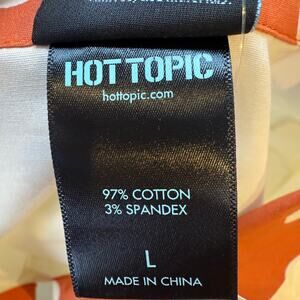 HOT TOPIC
hottopic.com
97% COTTON
3% SPANDEX
L
MADE IN CHINA